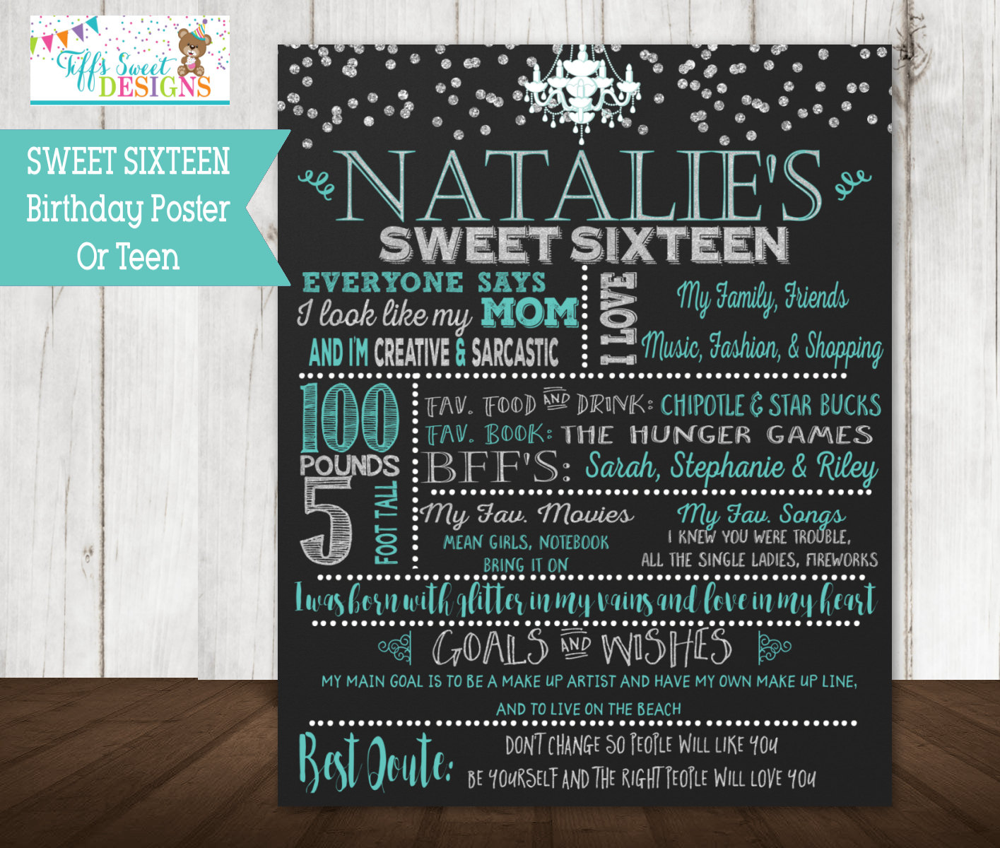 Tiff's Sweet
DESIGNS
SWEET SIXTEEN
Birthday Poster
Or Teen
NATALIE'S
SWEET SIXTEEN
EVERYONE SAYS
I look like my MOM
AND I'M CREATIVE & SARCASTIC
I LOVE
My Family, Friends
Music, Fashion, & Shopping
100
POUNDS
5
FOOT TALL
FAV. FOOD AND DRINK: CHIPOTLE & STAR BUCKS
FAV. BOOK: THE HUNGER GAMES
BFF'S: Sarah, Stephanie & Riley
My Fav. Movies
MEAN GIRLS, NOTEBOOK
BRING IT ON
My Fav. Songs
I KNEW YOU WERE TROUBLE,
ALL THE SINGLE LADIES, FIREWORKS
I was born with glitter in my vains and love in my heart
GOALS AND WISHES
MY MAIN GOAL IS TO BE A MAKE UP ARTIST AND HAVE MY OWN MAKE UP LINE,
AND TO LIVE ON THE BEACH
Best Qoute:
DON'T CHANGE SO PEOPLE WILL LIKE YOU
BE YOURSELF AND THE RIGHT PEOPLE WILL LOVE YOU